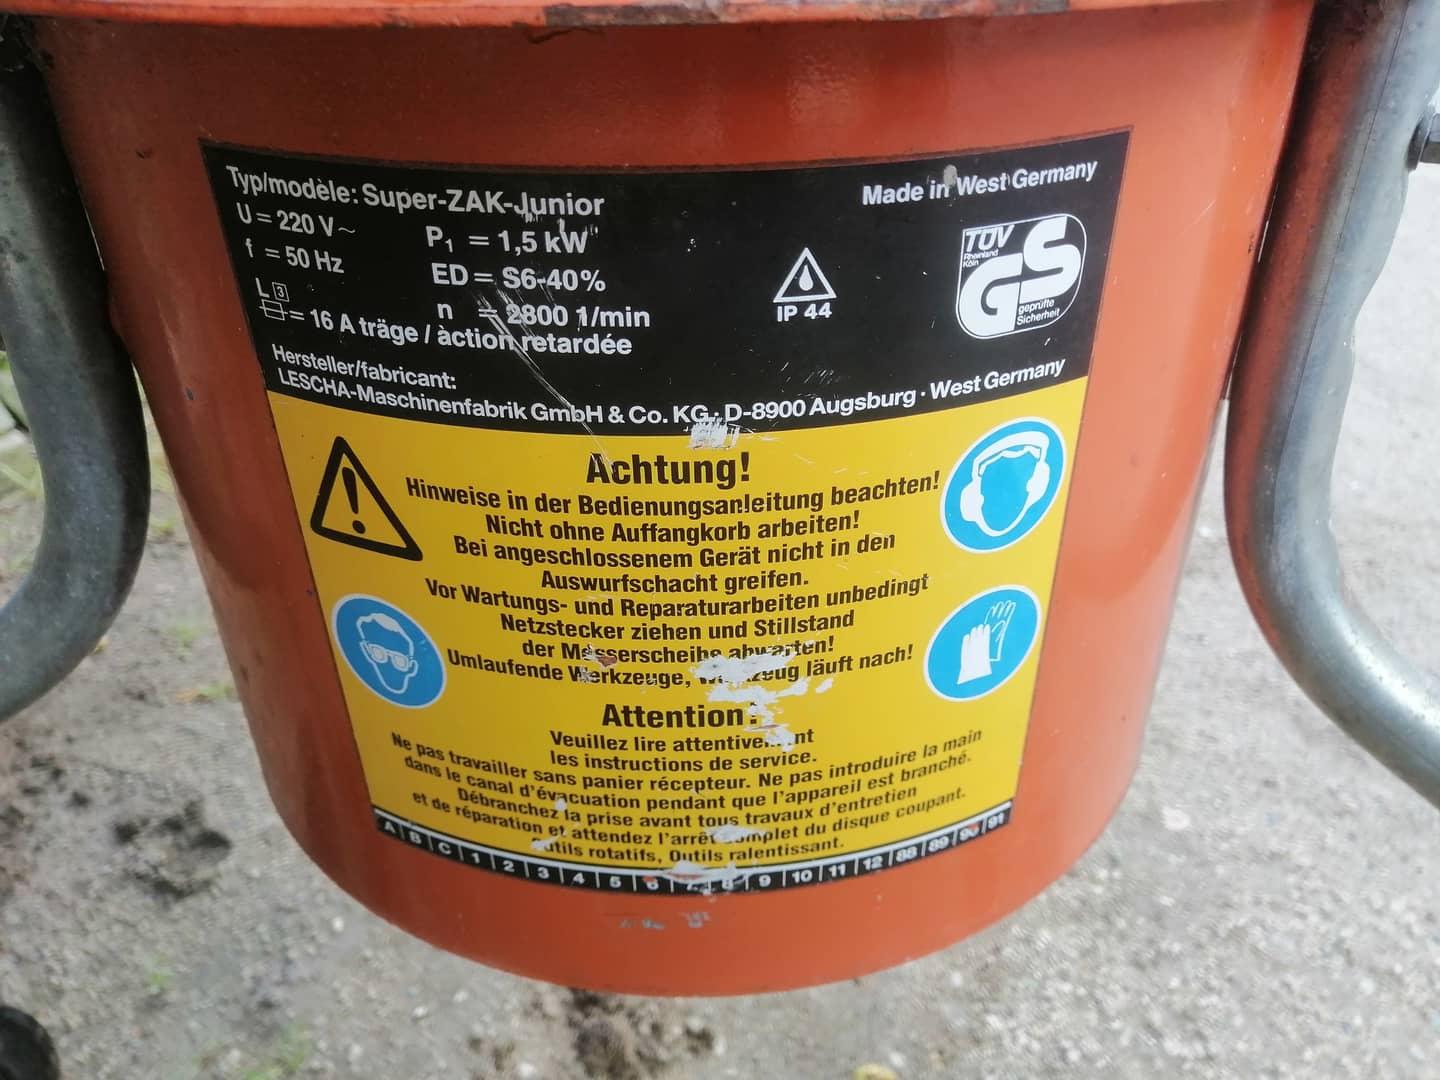 Typ/modèle: Super-ZAK-Junior
Made in West Germany
U = 220 V~
P1 = 1,5 kW
f = 50 Hz
ED = S6-40%
n = 2800 1/min
L 3
= 16 A träge / àction retardée
IP 44
TÜV
Rheinland
Köln
GS
geprüfte
Sicherheit
Hersteller/fabricant:
LESCHA-Maschinenfabrik GmbH & Co. KG · D-8900 Augsburg · West Germany
Achtung!
Hinweise in der Bedienungsanleitung beachten!
Nicht ohne Auffangkorb arbeiten!
Bei angeschlossenem Gerät nicht in den
Auswurfschacht greifen.
Vor Wartungs- und Reparaturarbeiten unbedingt
Netzstecker ziehen und Stillstand
der Messerscheibe abwarten!
Umlaufende Werkzeuge, Werkzeug läuft nach!
Attention!
Veuillez lire attentivement
les instructions de service.
Ne pas travailler sans panier récepteur. Ne pas introduire la main
dans le canal d'évacuation pendant que l'appareil est branché.
Débranchez la prise avant tous travaux d'entretien
et de réparation et attendez l'arrêt complet du disque coupant.
Outils rotatifs, Outils ralentissant.
A B C 1 2 3 4 5 6 7 8 9 10 11 12 88 89 90 91